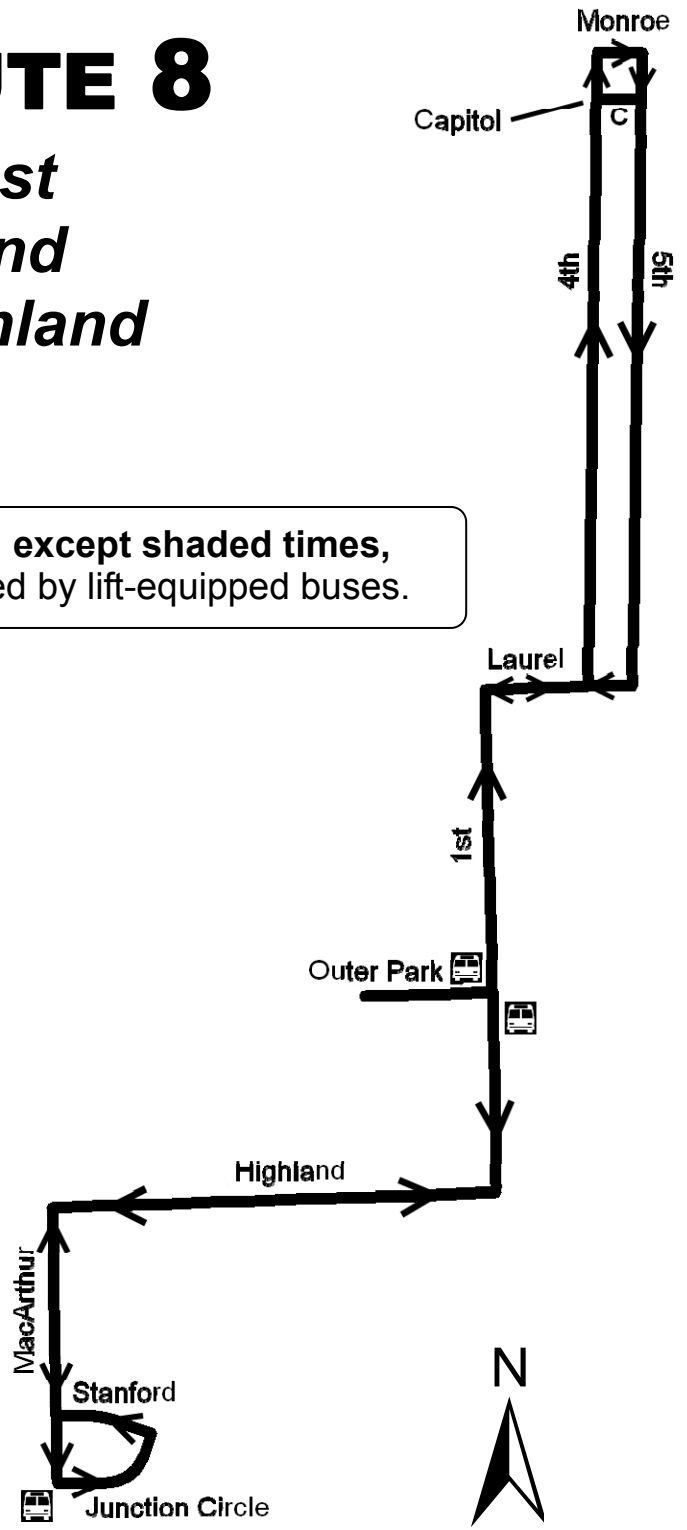 UTE 8
st
nd
hland
except shaded times,
ed by lift-equipped buses.
Monroe
Capitol
C
4th
5th
Laurel
1st
Outer Park
Highland
MacArthur
Stanford
Junction Circle
N